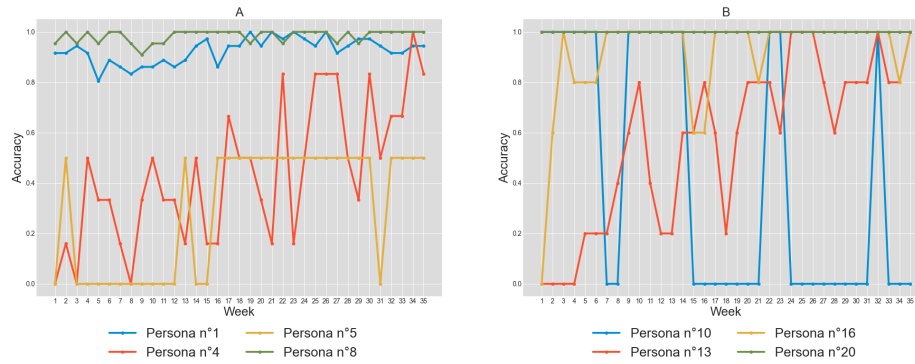 A
1.0
0.8
0.6
0.4
0.2
0.0
Accuracy
1 2 3 4 5 6 7 8 9 10 11 12 13 14 15 16 17 18 19 20 21 22 23 24 25 26 27 28 29 30 31 32 33 34 35
Week
Persona n°1
Persona n°5
Persona n°4
Persona n°8
B
1.0
0.8
0.6
0.4
0.2
0.0
Accuracy
1 2 3 4 5 6 7 8 9 10 11 12 13 14 15 16 17 18 19 20 21 22 23 24 25 26 27 28 29 30 31 32 33 34 35
Week
Persona n°10
Persona n°16
Persona n°13
Persona n°20